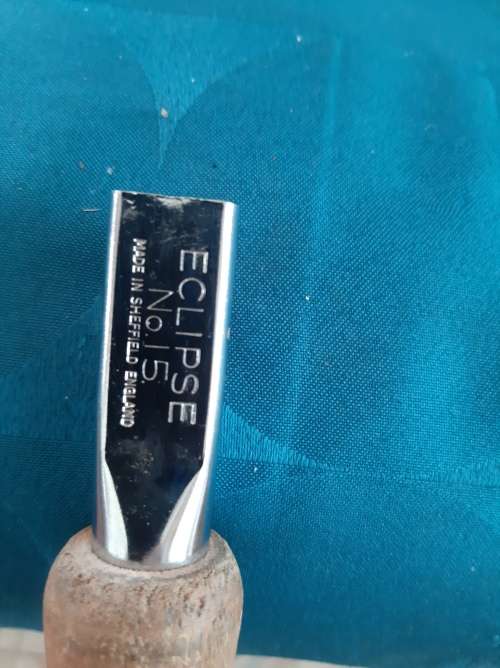 ECLIPSE
No.15.
MADE IN SHEFFIELD ENGLAND